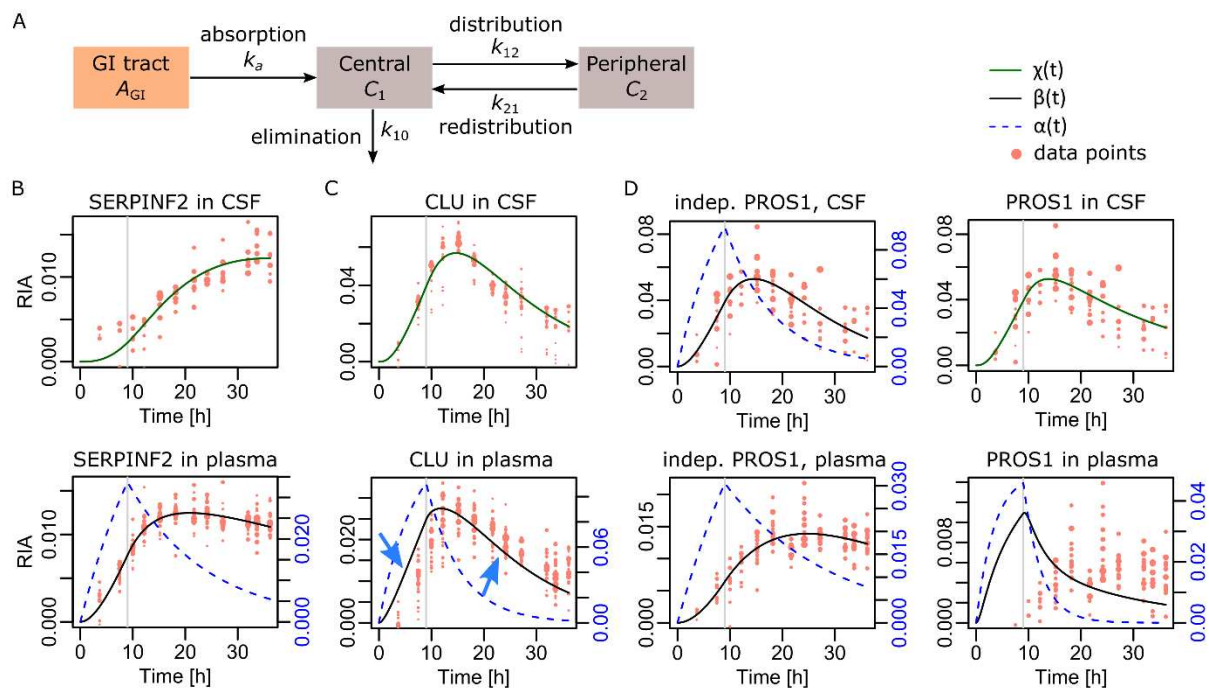 A
GI tract
A_GI
absorption
k_a
Central
C_1
distribution
k_12
k_21
redistribution
Peripheral
C_2
elimination
k_10
χ(t)
β(t)
α(t)
data points
B
SERPINF2 in CSF
RIA
0.010
0.000
0 10 20 30
Time [h]
SERPINF2 in plasma
RIA
0.010
0.000
0.020
0.000
0 10 20 30
Time [h]
C
CLU in CSF
0.04
0.00
0 10 20 30
Time [h]
CLU in plasma
0.020
0.000
0.06
0.00
0 10 20 30
Time [h]
D
indep. PROS1, CSF
0.08
0.04
0.00
0.08
0.04
0.00
0 10 20 30
Time [h]
PROS1 in CSF
0.08
0.04
0.00
0 10 20 30
Time [h]
indep. PROS1, plasma
0.015
0.000
0.030
0.015
0.000
0 10 20 30
Time [h]
PROS1 in plasma
0.008
0.000
0.04
0.02
0.00
0 10 20 30
Time [h]